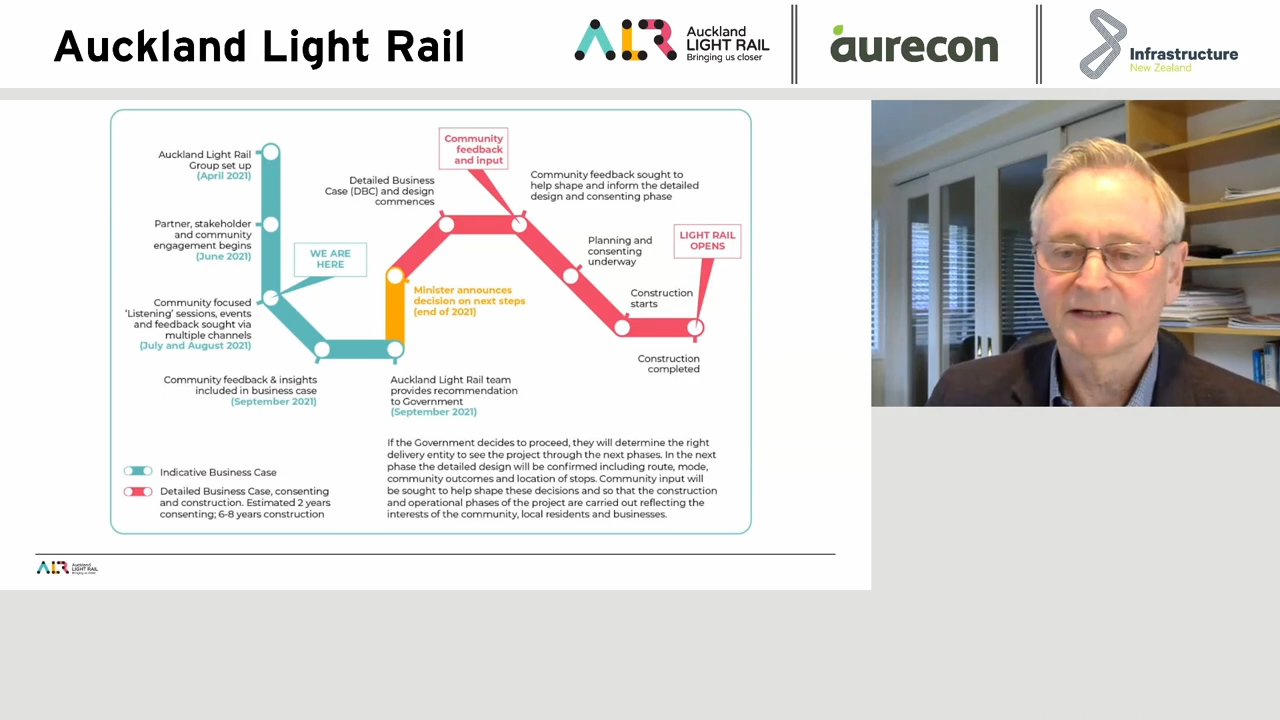 Auckland Light Rail
Auckland
LIGHT RAIL
Bringing us closer
aurecon
Infrastructure
New Zealand
Auckland Light Rail
Group set up
(April 2021)
Partner, stakeholder
and community
engagement begins
(June 2021)
WE ARE
HERE
Community focused
'Listening' sessions, events
and feedback sought via
multiple channels
(July and August 2021)
Community feedback & insights
included in business case
(September 2021)
Auckland Light Rail team
provides recommendation
to Government
(September 2021)
Minister announces
decision on next steps
(end of 2021)
Detailed Business
Case (DBC) and design
commences
Community
feedback
and input
Community feedback sought to
help shape and inform the detailed
design and consenting phase
Planning and
consenting
underway
Construction
starts
LIGHT RAIL
OPENS
Construction
completed
Indicative Business Case
Detailed Business Case, consenting
and construction. Estimated 2 years
consenting; 6-8 years construction
If the Government decides to proceed, they will determine the right
delivery entity to see the project through the next phases. In the next
phase the detailed design will be confirmed including route, mode,
community outcomes and location of stops. Community input will
be sought to help shape these decisions and so that the construction
and operational phases of the project are carried out reflecting the
interests of the community, local residents and businesses.
Auckland
LIGHT RAIL
Bringing us closer